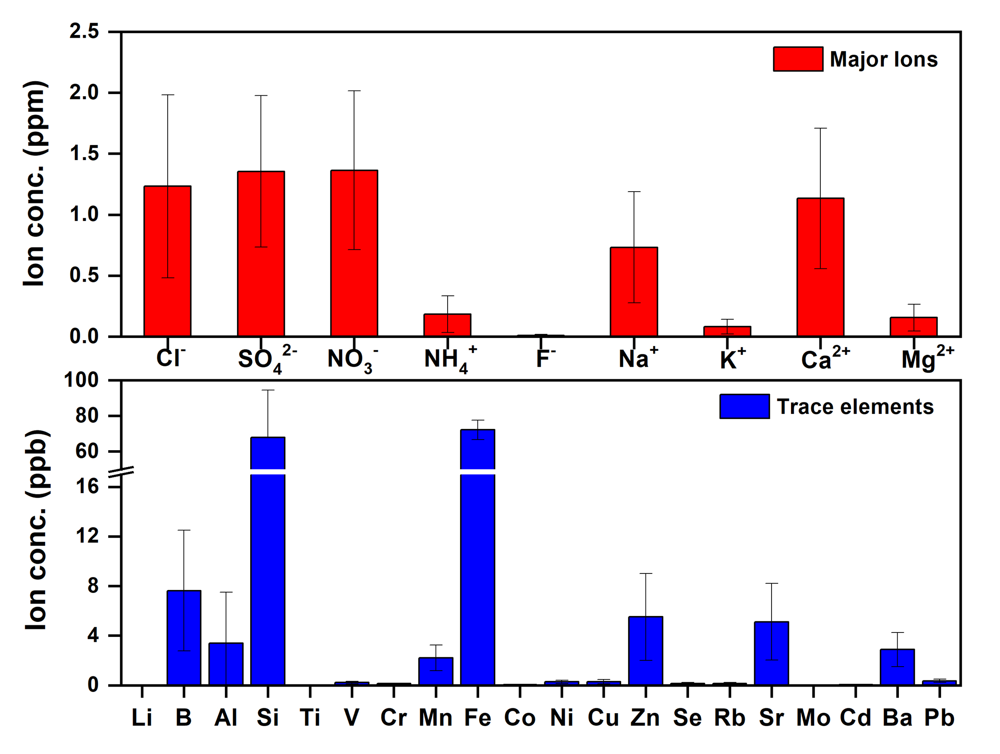 Ion conc. (ppm)
2.5
2.0
1.5
1.0
0.5
0.0
Major Ions
Cl⁻ SO₄²⁻ NO₃⁻ NH₄⁺ F⁻ Na⁺ K⁺ Ca²⁺ Mg²⁺
Ion conc. (ppb)
100
80
60
16
12
8
4
0
Trace elements
Li B Al Si Ti V Cr Mn Fe Co Ni Cu Zn Se Rb Sr Mo Cd Ba Pb